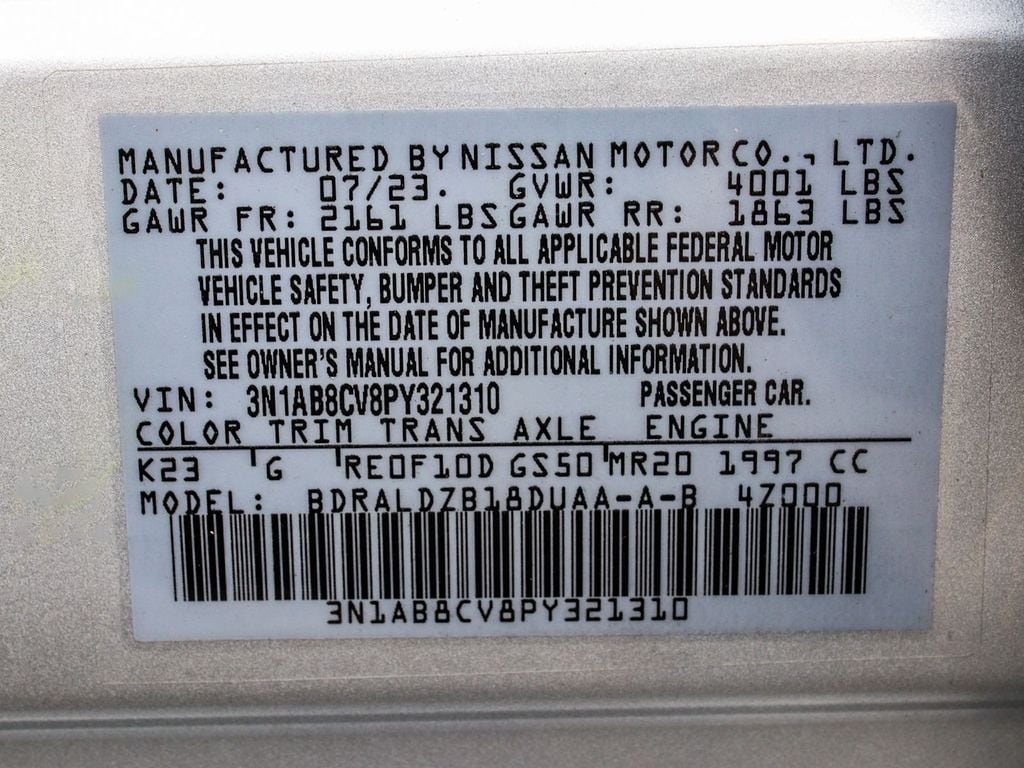 MANUFACTURED BY NISSAN MOTOR CO., LTD.
DATE: 07/23. GVWR: 4001 LBS
GAWR FR: 2161 LBS GAWR RR: 1863 LBS
THIS VEHICLE CONFORMS TO ALL APPLICABLE FEDERAL MOTOR
VEHICLE SAFETY, BUMPER AND THEFT PREVENTION STANDARDS
IN EFFECT ON THE DATE OF MANUFACTURE SHOWN ABOVE.
SEE OWNER'S MANUAL FOR ADDITIONAL INFORMATION.
VIN: 3N1AB8CV8PY321310 PASSENGER CAR.
COLOR TRIM TRANS AXLE ENGINE
K23 G RE0F10D GS50 MR20 1997 CC
MODEL: BDRALDZB18DUAA-A-B 4Z000
3N1AB8CV8PY321310